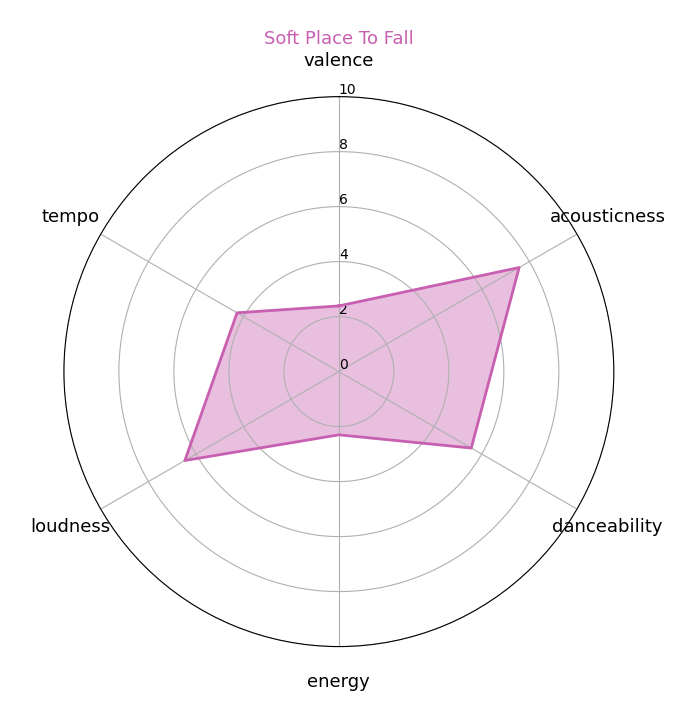 Soft Place To Fall
valence
10
8
6
4
2
0
tempo
acousticness
loudness
danceability
energy